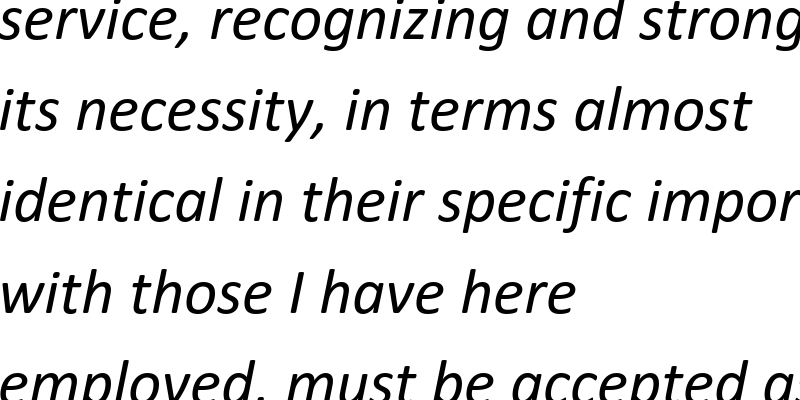 service, recognizing and strong
its necessity, in terms almost
identical in their specific impor
with those I have here
employed, must be accepted as